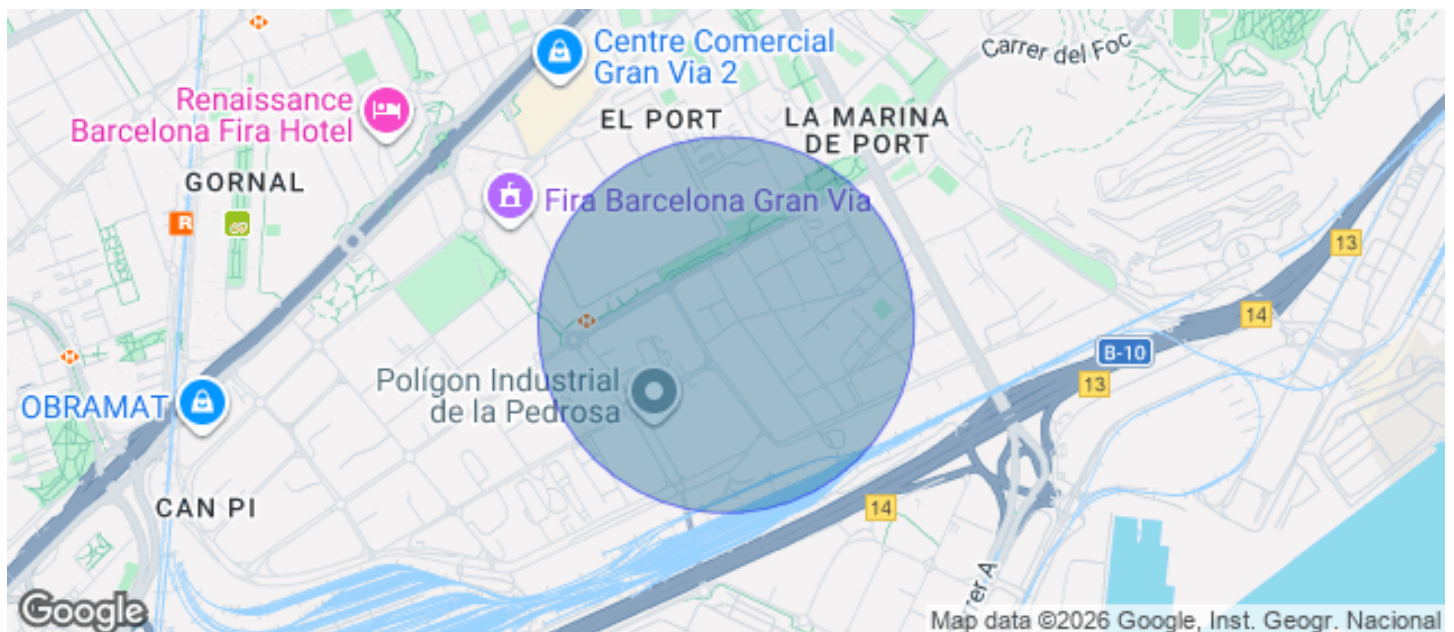 Centre Comercial
Gran Via 2
Carrer del Foc
Renaissance
Barcelona Fira Hotel
EL PORT
LA MARINA
DE PORT
GORNAL
R
Fira Barcelona Gran Via
13
14
B-10
13
Polígon Industrial
de la Pedrosa
OBRAMAT
CAN PI
14
rrer A
Google
Map data ©2026 Google, Inst. Geogr. Nacional